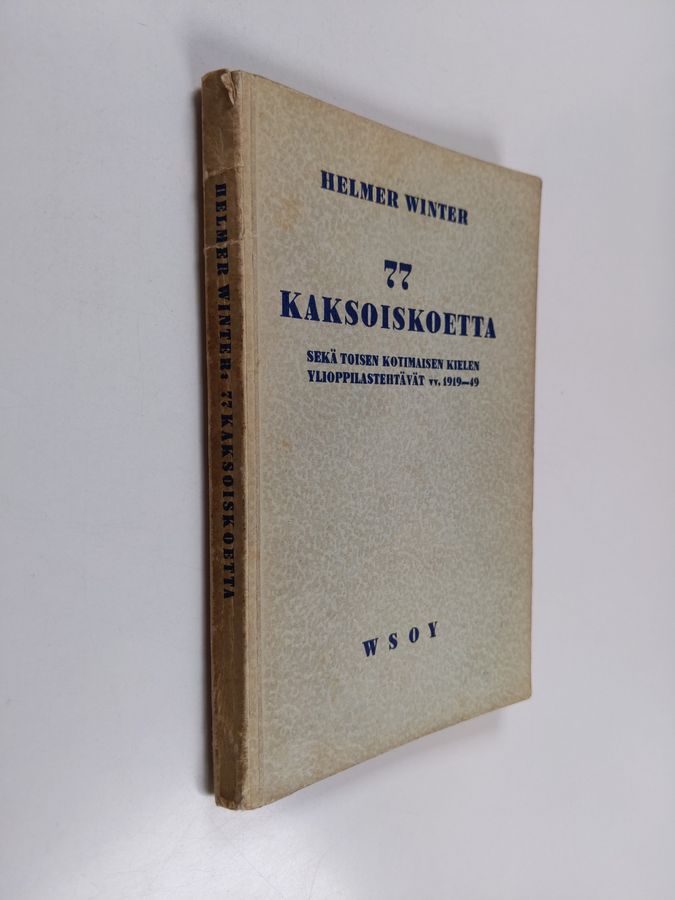 HELMER WINTER
77
KAKSOISKOETTA
SEKÄ TOISEN KOTIMAISEN KIELEN
YLIOPPILASTEHTÄVÄT vv. 1919—49
WSOY
HELMER WINTER: 77 KAKSOISKOETTA